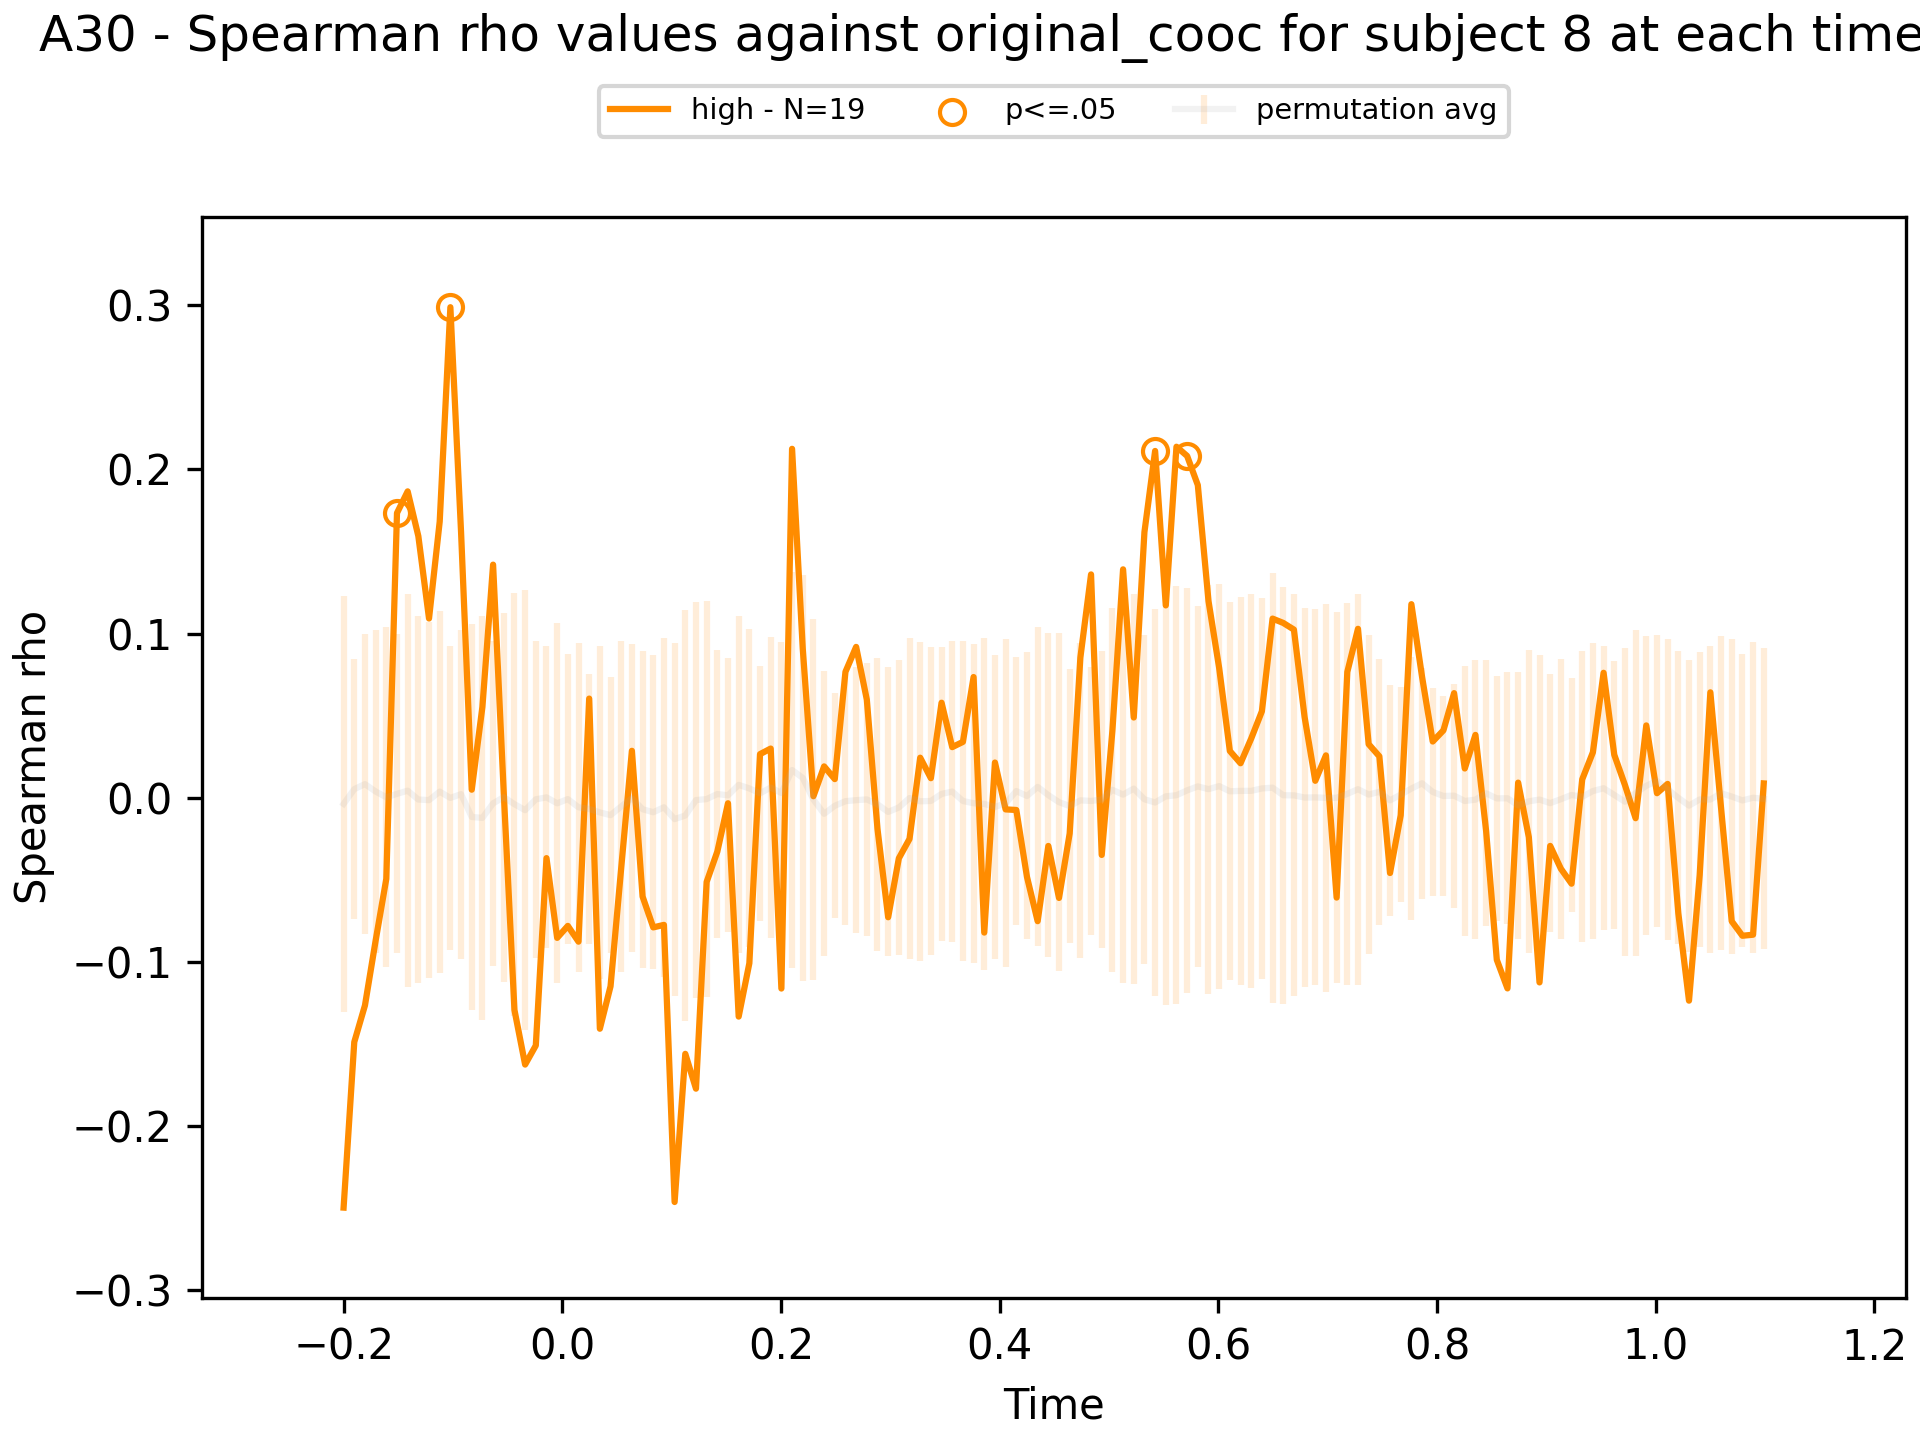 A30 - Spearman rho values against original_cooc for subject 8 at each time
high - N=19 p<=.05 permutation avg
0.3
0.2
0.1
0.0
−0.1
−0.2
−0.3
Spearman rho
−0.2 0.0 0.2 0.4 0.6 0.8 1.0 1.2
Time